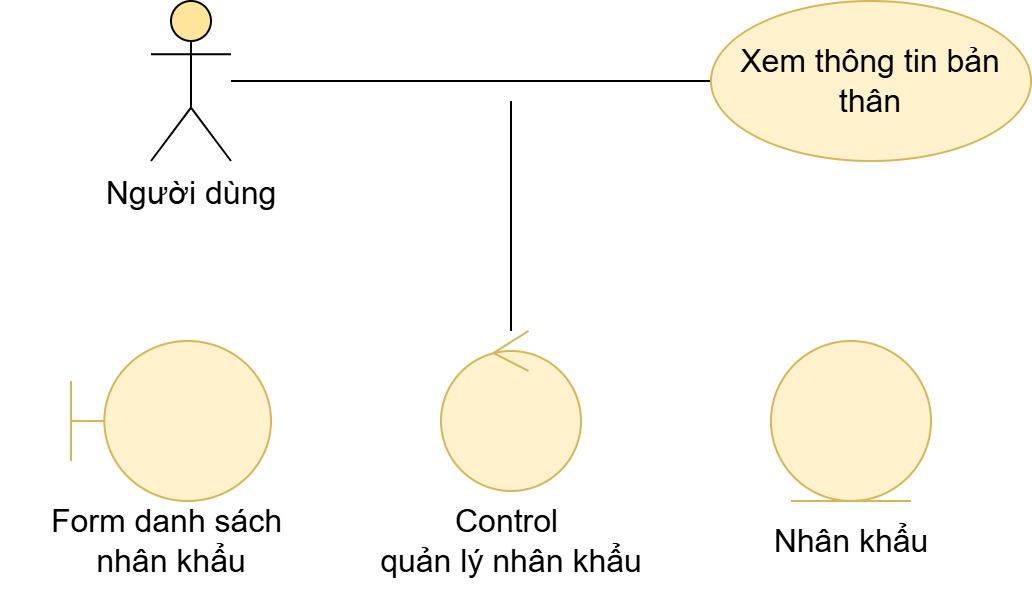 Xem thông tin bản
thân
Người dùng
Form danh sách
nhân khẩu
Control
quản lý nhân khẩu
Nhân khẩu